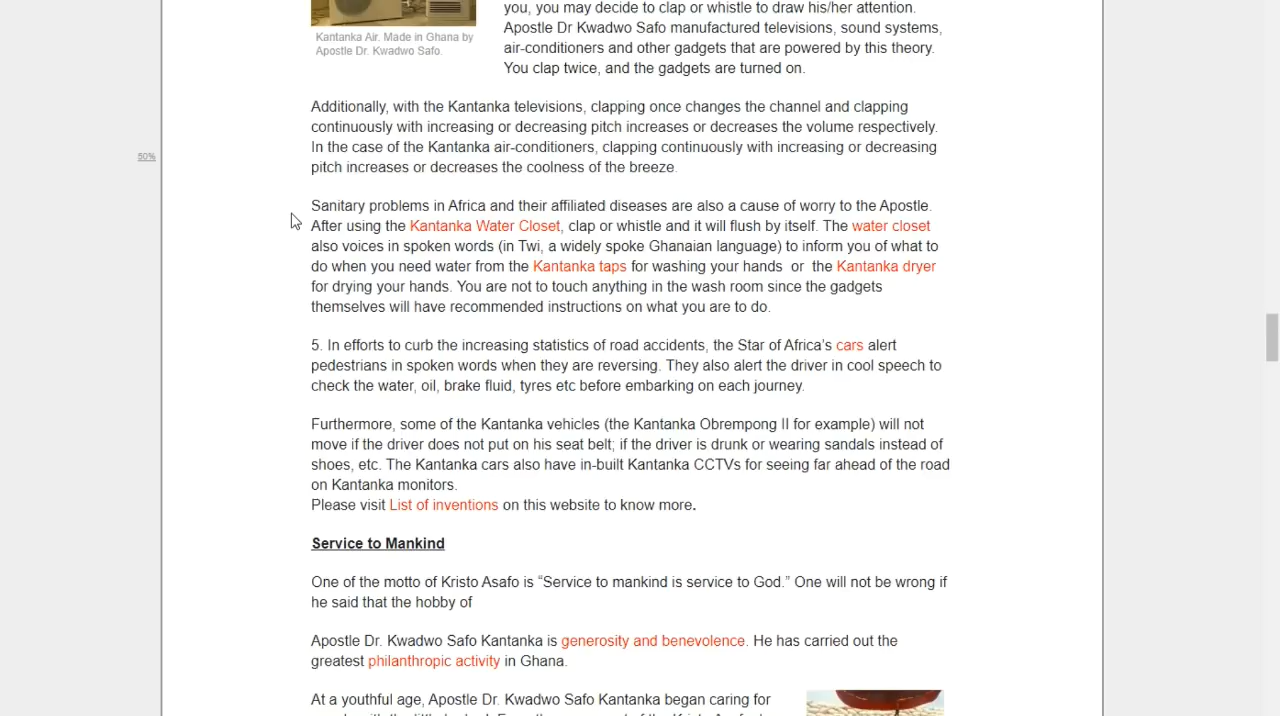 you, you may decide to clap or whistle to draw his/her attention.
Apostle Dr Kwadwo Safo manufactured televisions, sound systems,
air-conditioners and other gadgets that are powered by this theory.
You clap twice, and the gadgets are turned on.
Kantanka Air. Made in Ghana by
Apostle Dr. Kwadwo Safo.
Additionally, with the Kantanka televisions, clapping once changes the channel and clapping
continuously with increasing or decreasing pitch increases or decreases the volume respectively.
In the case of the Kantanka air-conditioners, clapping continuously with increasing or decreasing
pitch increases or decreases the coolness of the breeze.
50%
Sanitary problems in Africa and their affiliated diseases are also a cause of worry to the Apostle.
After using the Kantanka Water Closet, clap or whistle and it will flush by itself. The water closet
also voices in spoken words (in Twi, a widely spoke Ghanaian language) to inform you of what to
do when you need water from the Kantanka taps for washing your hands or the Kantanka dryer
for drying your hands. You are not to touch anything in the wash room since the gadgets
themselves will have recommended instructions on what you are to do.
5. In efforts to curb the increasing statistics of road accidents, the Star of Africa's cars alert
pedestrians in spoken words when they are reversing. They also alert the driver in cool speech to
check the water, oil, brake fluid, tyres etc before embarking on each journey.
Furthermore, some of the Kantanka vehicles (the Kantanka Obrempong II for example) will not
move if the driver does not put on his seat belt; if the driver is drunk or wearing sandals instead of
shoes, etc. The Kantanka cars also have in-built Kantanka CCTVs for seeing far ahead of the road
on Kantanka monitors.
Please visit List of inventions on this website to know more.
Service to Mankind
One of the motto of Kristo Asafo is “Service to mankind is service to God.” One will not be wrong if
he said that the hobby of
Apostle Dr. Kwadwo Safo Kantanka is generosity and benevolence. He has carried out the
greatest philanthropic activity in Ghana.
At a youthful age, Apostle Dr. Kwadwo Safo Kantanka began caring for